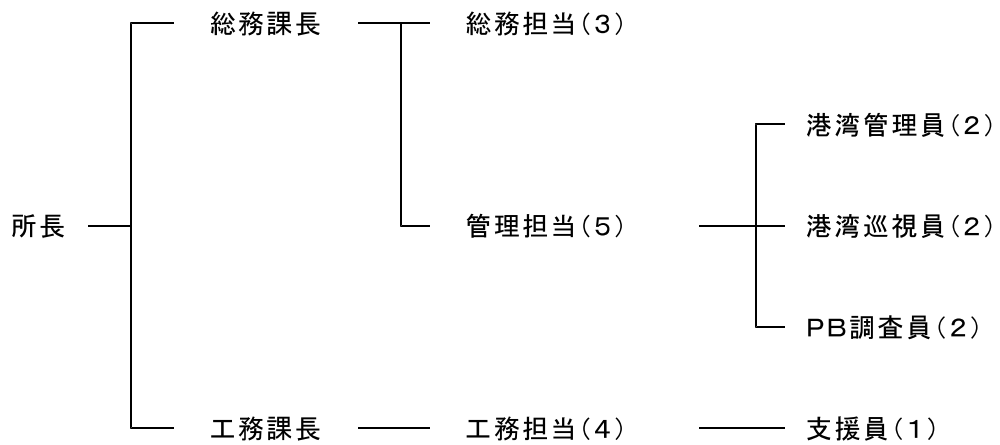 総務課長 総務担当(3)
港湾管理員(2)
所長 管理担当(5) 港湾巡視員(2)
PB調査員(2)
工務課長 工務担当(4) 支援員(1)